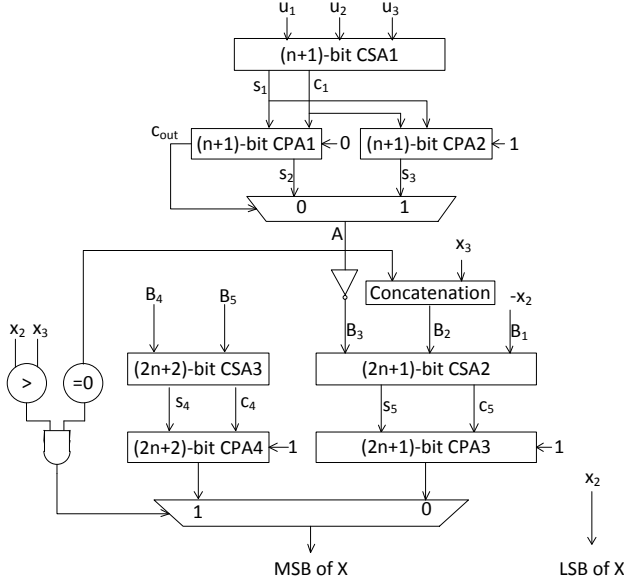 u1 u2 u3
(n+1)-bit CSA1
s1 c1
cout
(n+1)-bit CPA1 0
(n+1)-bit CPA2 1
s2 s3
0 1
A
x3
Concatenation
-x2
B4 B5
B3 B2 B1
x2 x3
> =0
(2n+2)-bit CSA3
(2n+1)-bit CSA2
s4 c4
s5 c5
(2n+2)-bit CPA4 1
(2n+1)-bit CPA3 1
1 0
x2
MSB of X
LSB of X